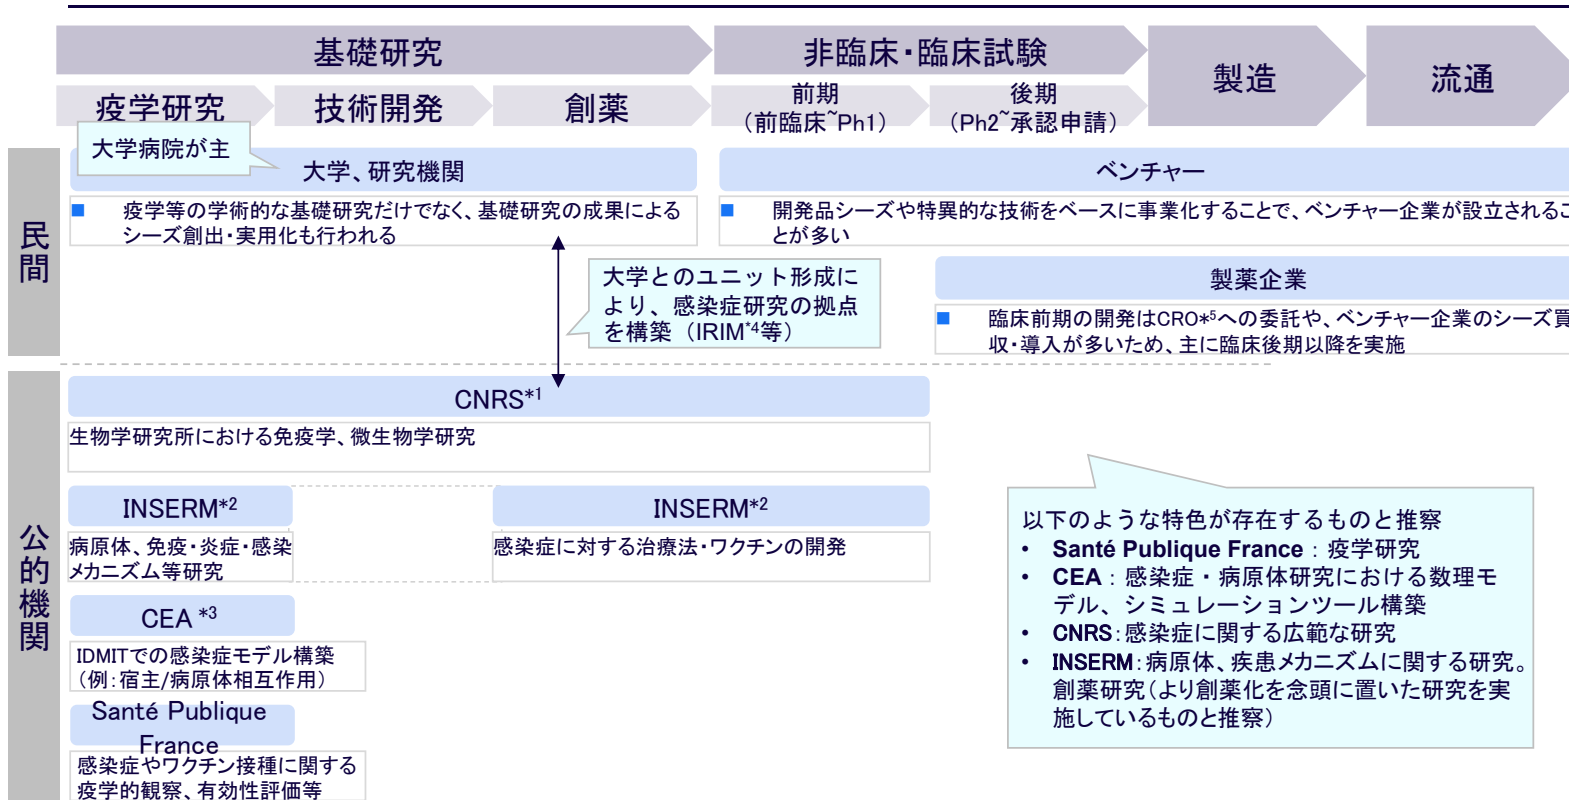 基礎研究
非臨床・臨床試験
製造
流通
疫学研究
技術開発
創薬
前期
(前臨床~Ph1)
後期
(Ph2~承認申請)
大学病院が主
民間
大学、研究機関
■ 疫学等の学術的な基礎研究だけでなく、基礎研究の成果による
シーズ創出・実用化も行われる
ベンチャー
■ 開発品シーズや特異的な技術をベースに事業化することで、ベンチャー企業が設立されるこ
とが多い
大学とのユニット形成に
より、感染症研究の拠点
を構築（IRIM*4等）
製薬企業
■ 臨床前期の開発はCRO*5への委託や、ベンチャー企業のシーズ買
収・導入が多いため、主に臨床後期以降を実施
公的機関
CNRS*1
生物学研究所における免疫学、微生物学研究
INSERM*2
病原体、免疫・炎症・感染
メカニズム等研究
INSERM*2
感染症に対する治療法・ワクチンの開発
CEA *3
IDMITでの感染症モデル構築
(例：宿主/病原体相互作用)
Santé Publique
France
感染症やワクチン接種に関する
疫学的観察、有効性評価等
以下のような特色が存在するものと推察
• Santé Publique France：疫学研究
• CEA：感染症・病原体研究における数理モ
デル、シミュレーションツール構築
• CNRS：感染症に関する広範な研究
• INSERM：病原体、疾患メカニズムに関する研究。
創薬研究（より創薬化を念頭に置いた研究を実
施しているものと推察）